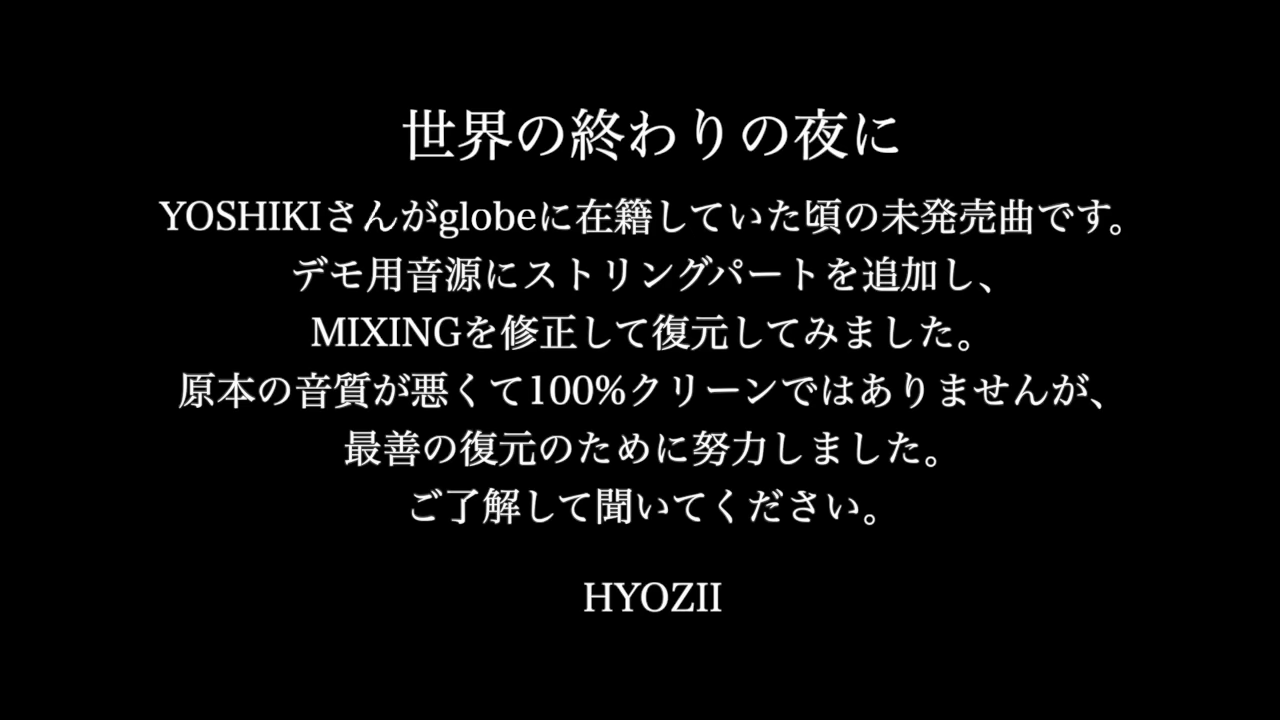 世界の終わりの夜に
YOSHIKIさんがglobeに在籍していた頃の未発売曲です。
デモ用音源にストリングパートを追加し、
MIXINGを修正して復元してみました。
原本の音質が悪くて100%クリーンではありませんが、
最善の復元のために努力しました。
ご了解して聞いてください。
HYOZII